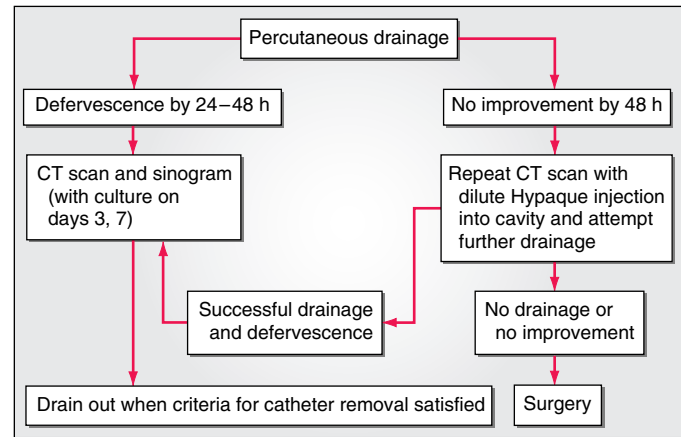 Percutaneous drainage
Defervescence by 24–48 h
No improvement by 48 h
CT scan and sinogram
(with culture on
days 3, 7)
Repeat CT scan with
dilute Hypaque injection
into cavity and attempt
further drainage
Successful drainage
and defervescence
No drainage or
no improvement
Drain out when criteria for catheter removal satisfied
Surgery